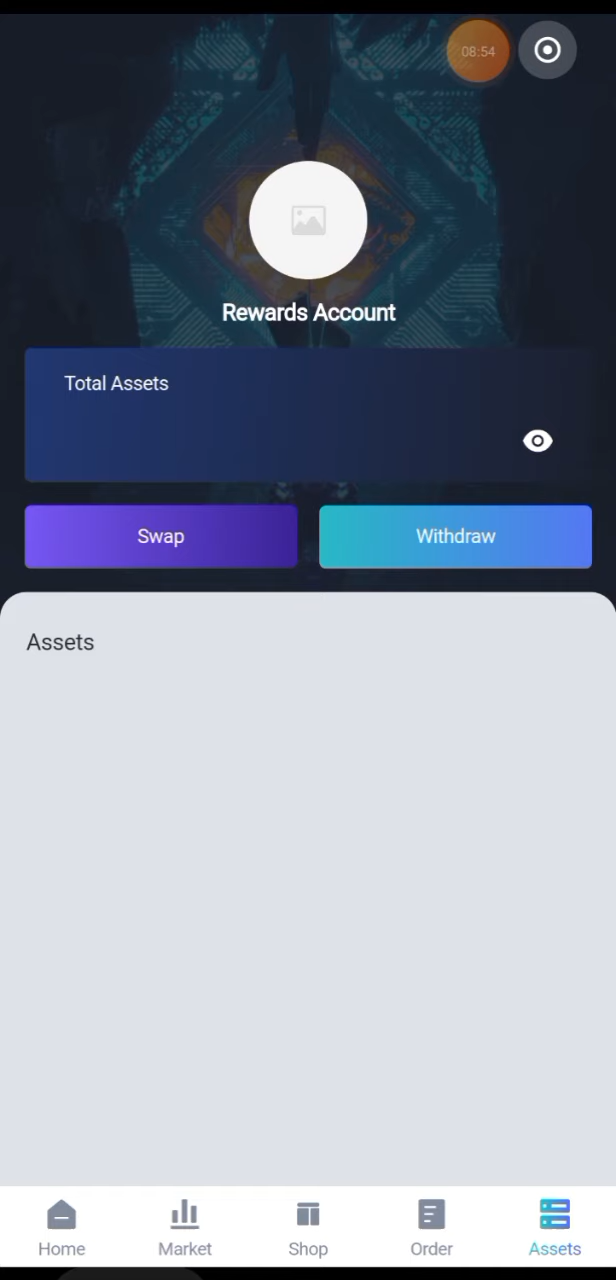 08:54
Rewards Account
Total Assets
Swap
Withdraw
Assets
Home
Market
Shop
Order
Assets